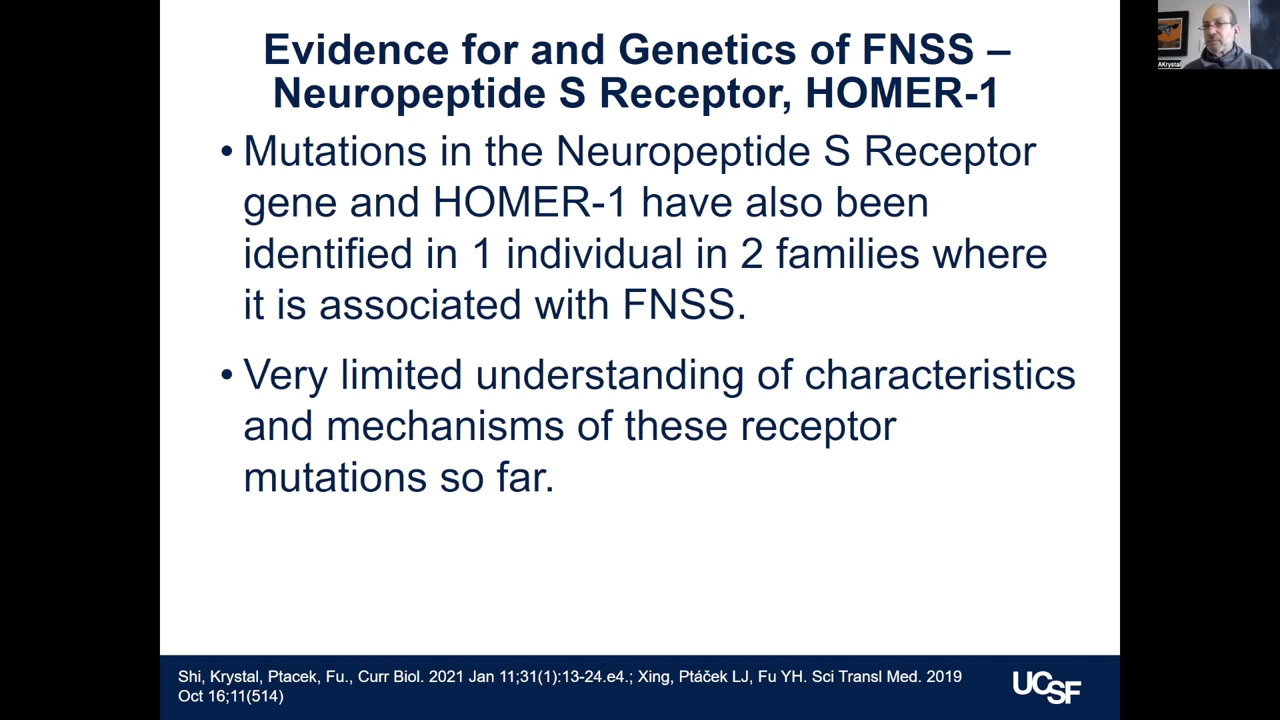 Evidence for and Genetics of FNSS –
Neuropeptide S Receptor, HOMER-1
• Mutations in the Neuropeptide S Receptor
gene and HOMER-1 have also been
identified in 1 individual in 2 families where
it is associated with FNSS.
• Very limited understanding of characteristics
and mechanisms of these receptor
mutations so far.
Shi, Krystal, Ptacek, Fu., Curr Biol. 2021 Jan 11;31(1):13-24.e4.; Xing, Ptáček LJ, Fu YH. Sci Transl Med. 2019
Oct 16;11(514)
UCSF
AKrystal